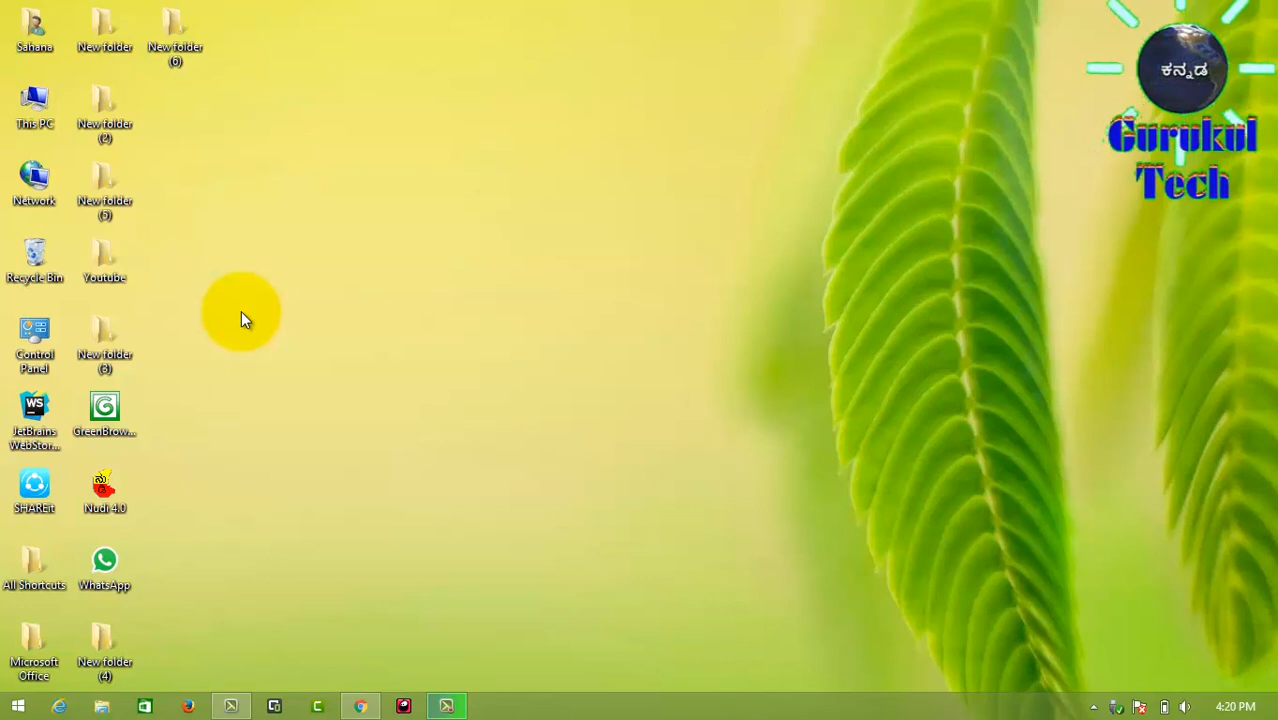 Sahana
New folder
New folder
(6)
This PC
New folder
(2)
Network
New folder
(5)
Recycle Bin
Youtube
Control
Panel
New folder
(3)
JetBrains
WebStor...
GreenBrow...
SHAREit
Nudi 4.0
All Shortcuts
WhatsApp
Microsoft
Office
New folder
(4)
WS
G
ಕನ್ನಡ
Gurukul
Tech
4:20 PM